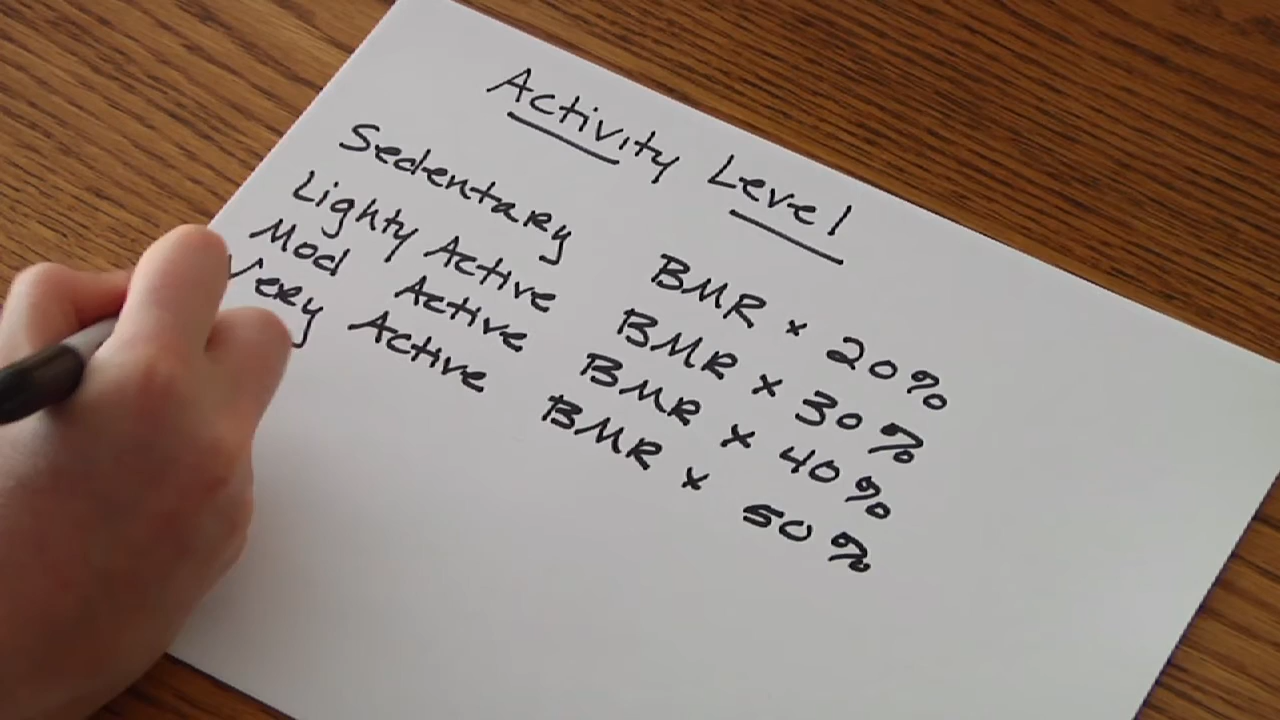 Activity Level
Sedentary BMR × 20%
Lighty Active BMR × 30%
Mod Active BMR × 40%
Very Active BMR × 50%